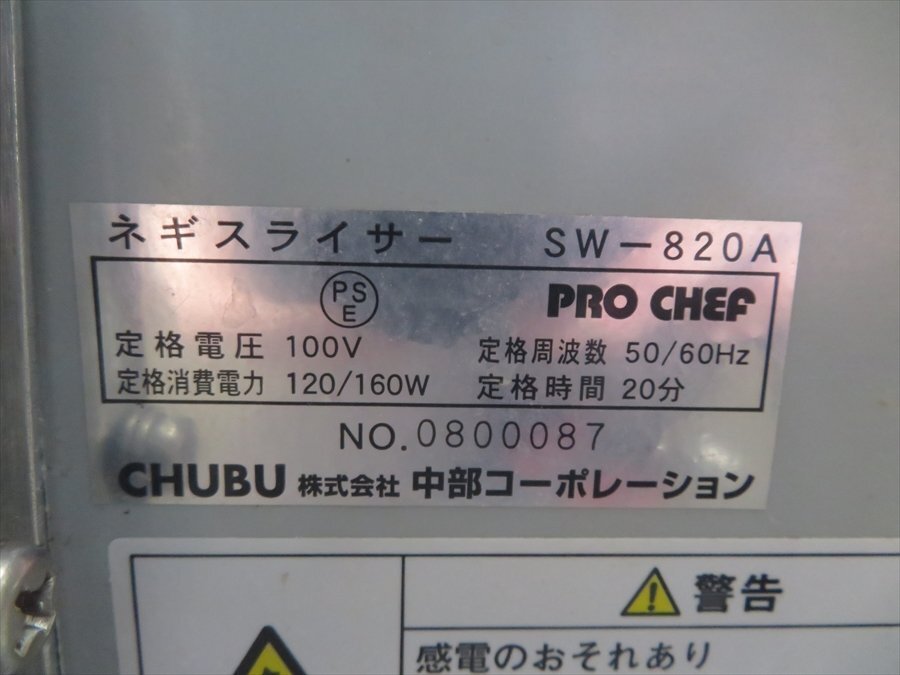 ネギスライサー SW-820A
PSE PRO CHEF
定格電圧 100V 定格周波数 50/60Hz
定格消費電力 120/160W 定格時間 20分
NO.0800087
CHUBU 株式会社 中部コーポレーション
警告
感電のおそれあり